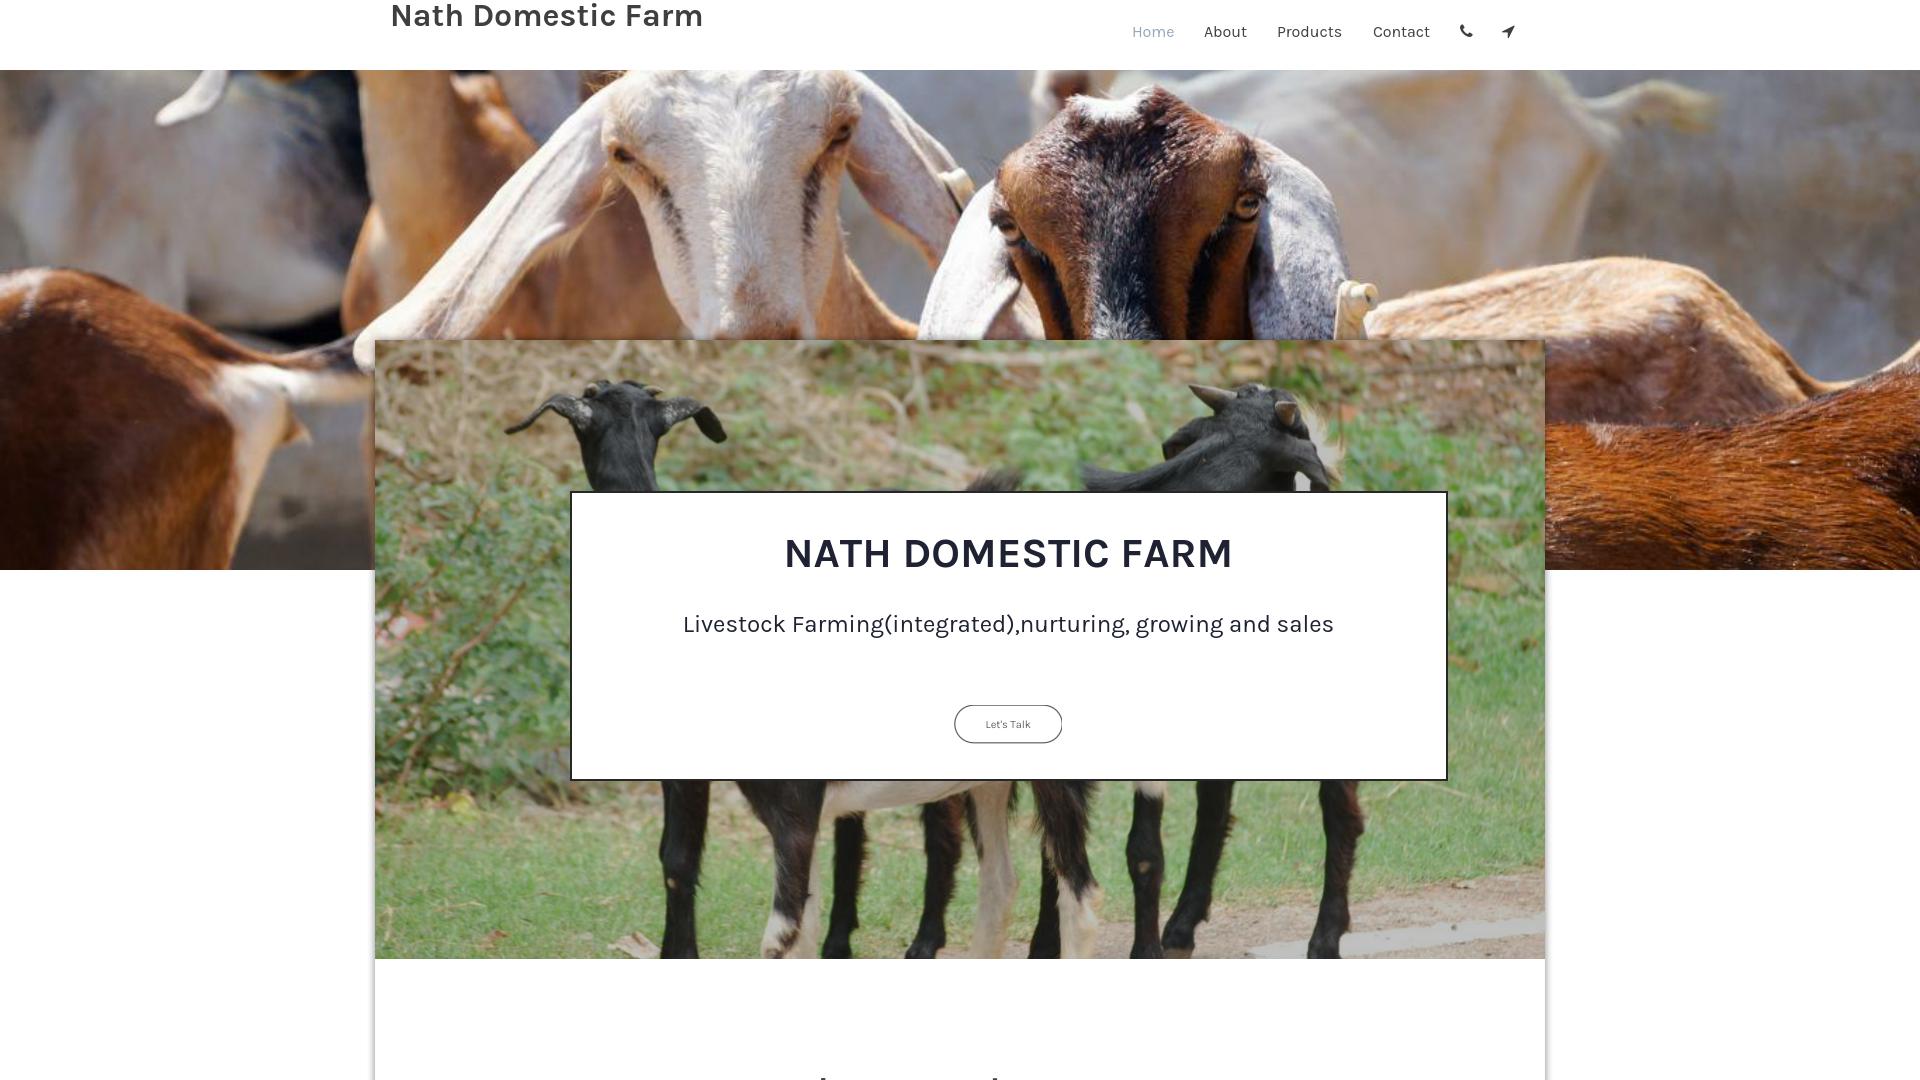 Nath Domestic Farm
Home About Products Contact
NATH DOMESTIC FARM
Livestock Farming(integrated),nurturing, growing and sales
Let's Talk